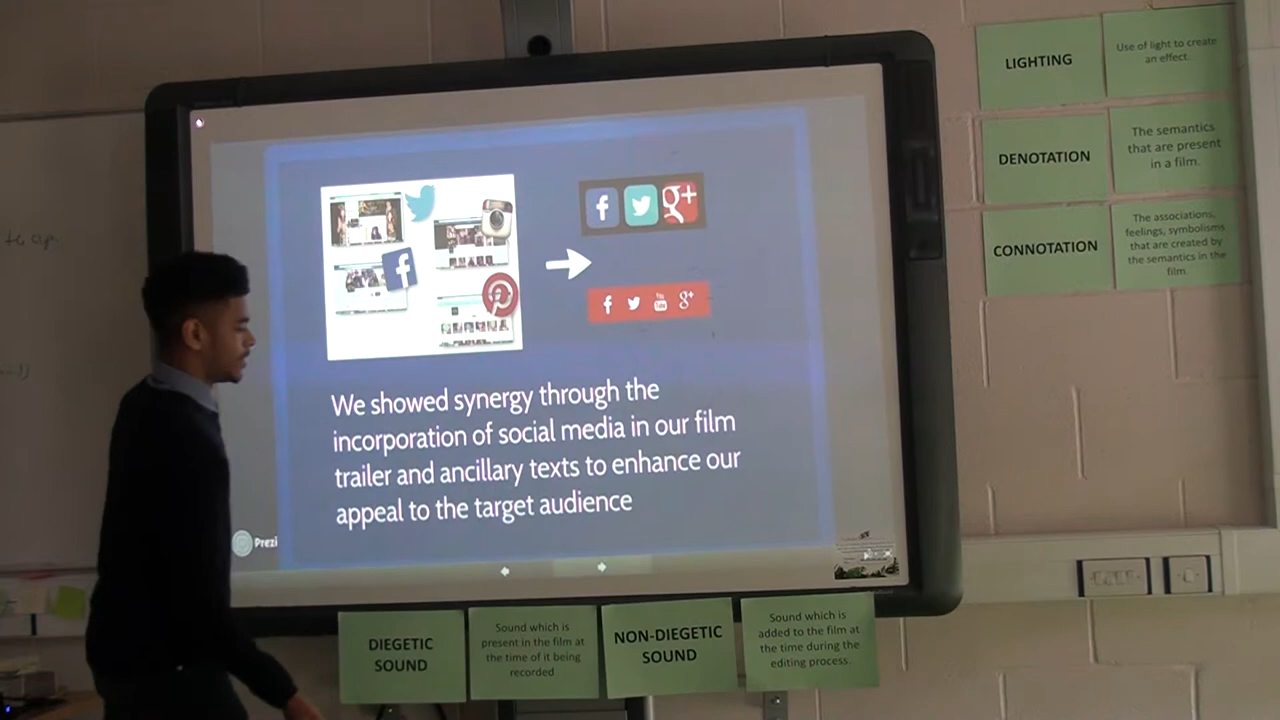 LIGHTING
Use of light to create
an effect.
DENOTATION
The semantics
that are present
in a film.
CONNOTATION
The associations,
feelings, symbolisms
that are created by
the semantics in the
film.
We showed synergy through the
incorporation of social media in our film
trailer and ancillary texts to enhance our
appeal to the target audience
Prezi
DIEGETIC
SOUND
Sound which is
present in the film at
the time of it being
recorded
NON-DIEGETIC
SOUND
Sound which is
added to the film at
the time during the
editing process.